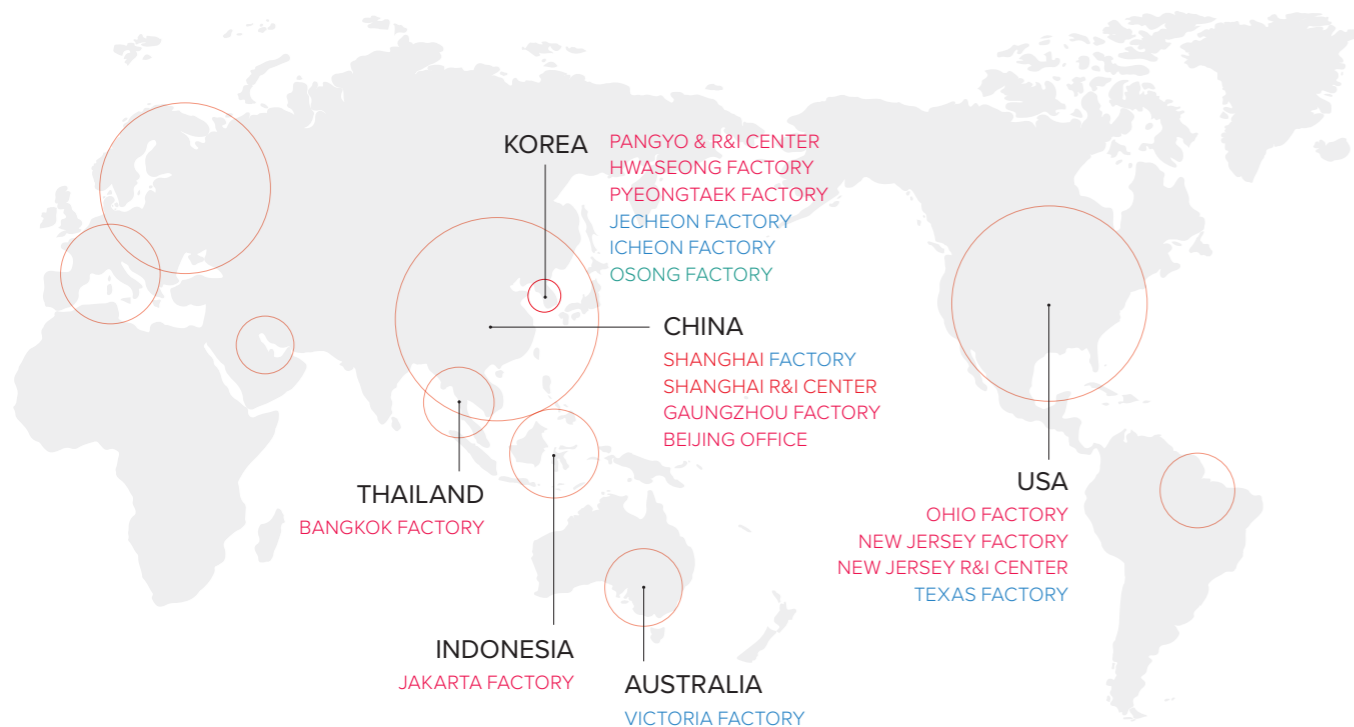 KOREA
PANGYO & R&I CENTER
HWASEONG FACTORY
PYEONGTAEK FACTORY
JECHEON FACTORY
ICHEON FACTORY
OSONG FACTORY
CHINA
SHANGHAI FACTORY
SHANGHAI R&I CENTER
GAUNGZHOU FACTORY
BEIJING OFFICE
THAILAND
BANGKOK FACTORY
USA
OHIO FACTORY
NEW JERSEY FACTORY
NEW JERSEY R&I CENTER
TEXAS FACTORY
INDONESIA
JAKARTA FACTORY
AUSTRALIA
VICTORIA FACTORY